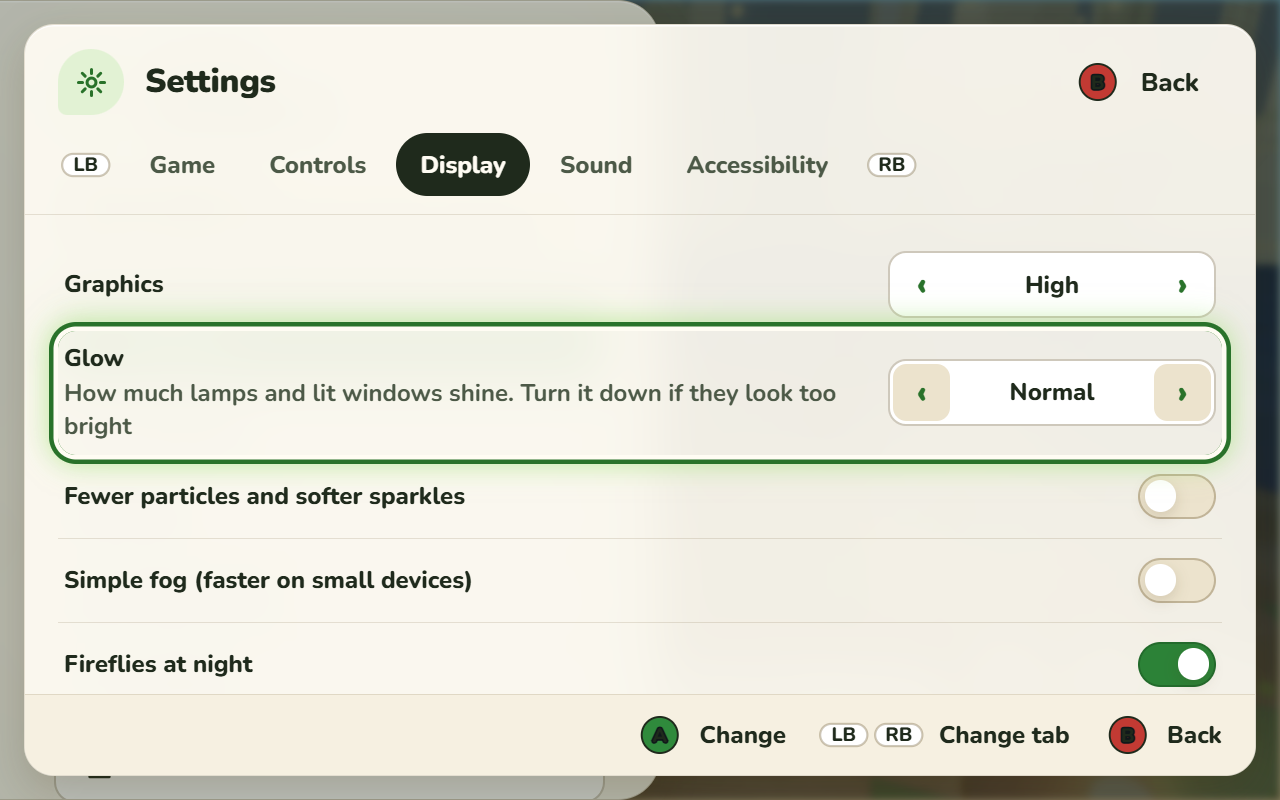 Settings
B Back
LB Game Controls Display Sound Accessibility RB
Graphics
‹ High ›
Glow
How much lamps and lit windows shine. Turn it down if they look too
bright
‹ Normal ›
Fewer particles and softer sparkles
Simple fog (faster on small devices)
Fireflies at night
A Change LB RB Change tab B Back